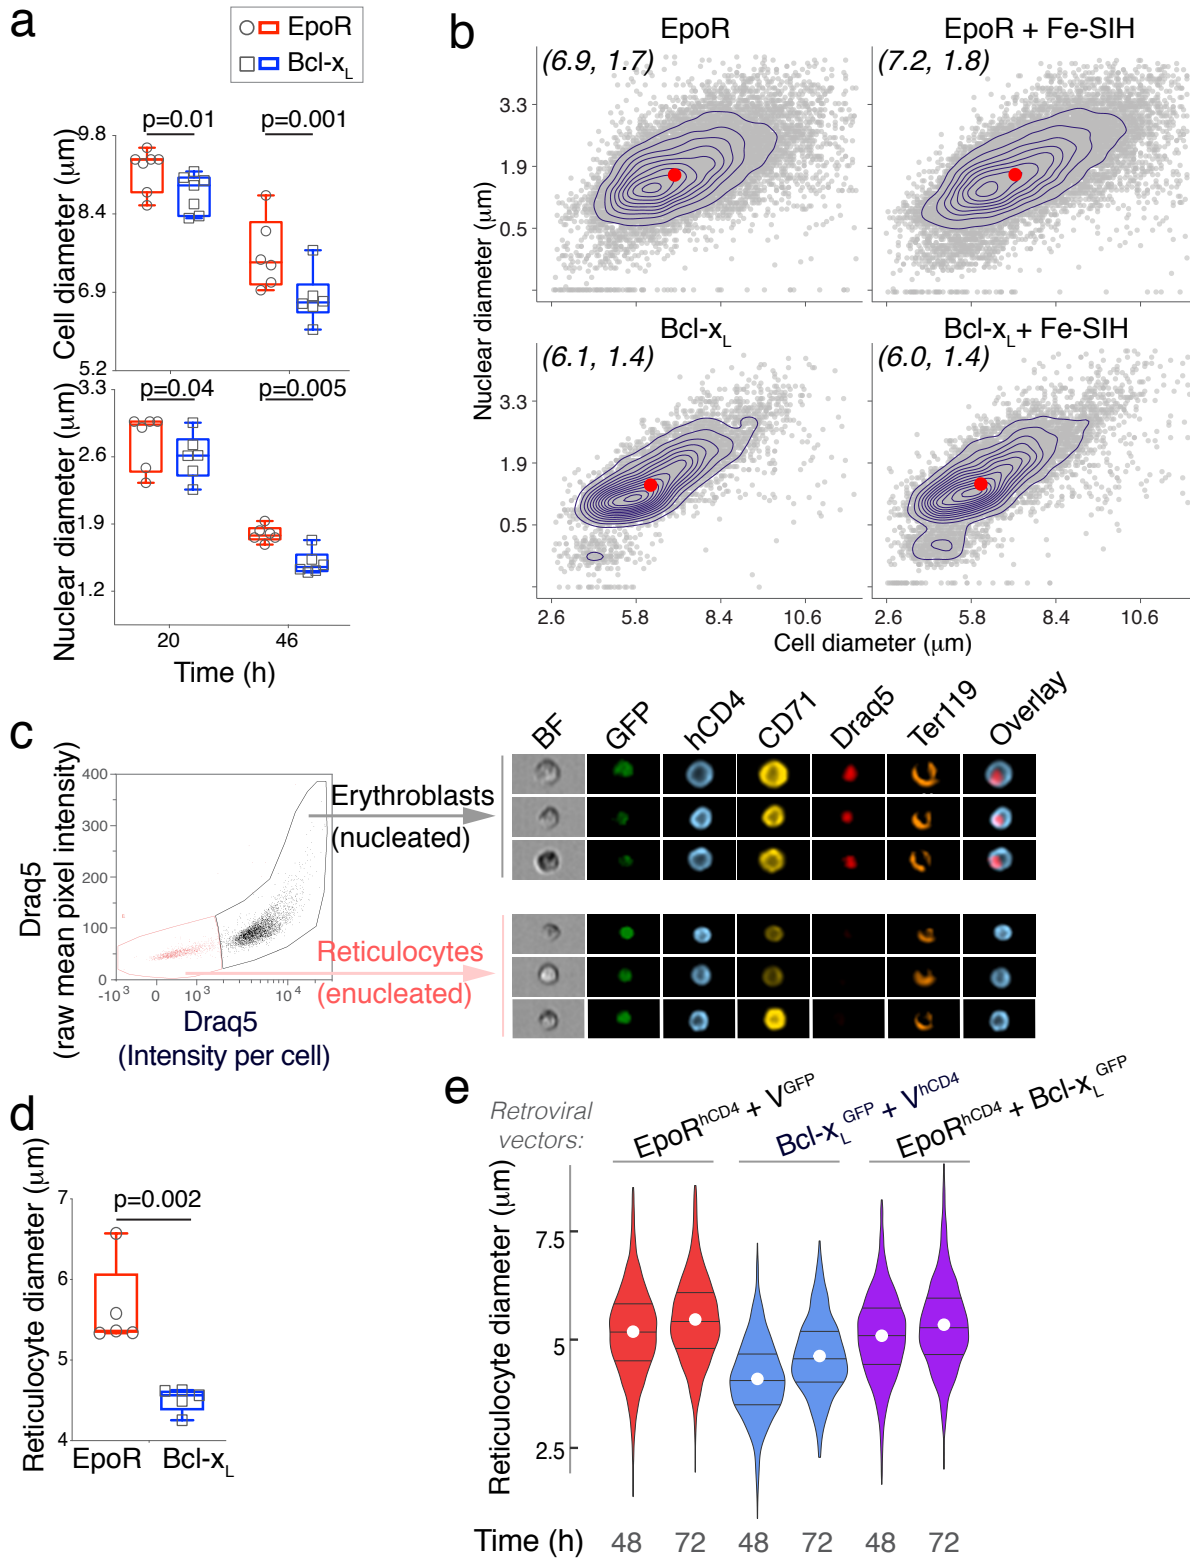 a
EpoR
Bcl-xL
Cell diameter (μm)
9.8
8.4
6.9
5.2
p=0.01
p=0.001
Nuclear diameter (μm)
3.3
2.6
1.9
1.2
p=0.04
p=0.005
20
46
Time (h)
b
EpoR
(6.9, 1.7)
EpoR + Fe-SIH
(7.2, 1.8)
Bcl-xL
(6.1, 1.4)
Bcl-xL + Fe-SIH
(6.0, 1.4)
Nuclear diameter (μm)
3.3
1.9
0.5
3.3
1.9
0.5
2.6 5.8 8.4 10.6
2.6 5.8 8.4 10.6
Cell diameter (μm)
c
Draq5
(raw mean pixel intensity)
400
300
200
100
0
-10³ 0 10³ 10⁴
Draq5
(Intensity per cell)
Erythroblasts
(nucleated)
Reticulocytes
(enucleated)
BF GFP hCD4 CD71 Draq5 Ter119 Overlay
d
Reticulocyte diameter (μm)
7
6
5
4
p=0.002
EpoR Bcl-xL
e
Retroviral
vectors:
EpoR^hCD4 + V^GFP
Bcl-xL^GFP + V^hCD4
EpoR^hCD4 + Bcl-xL^GFP
Reticulocyte diameter (μm)
7.5
5
2.5
Time (h) 48 72 48 72 48 72